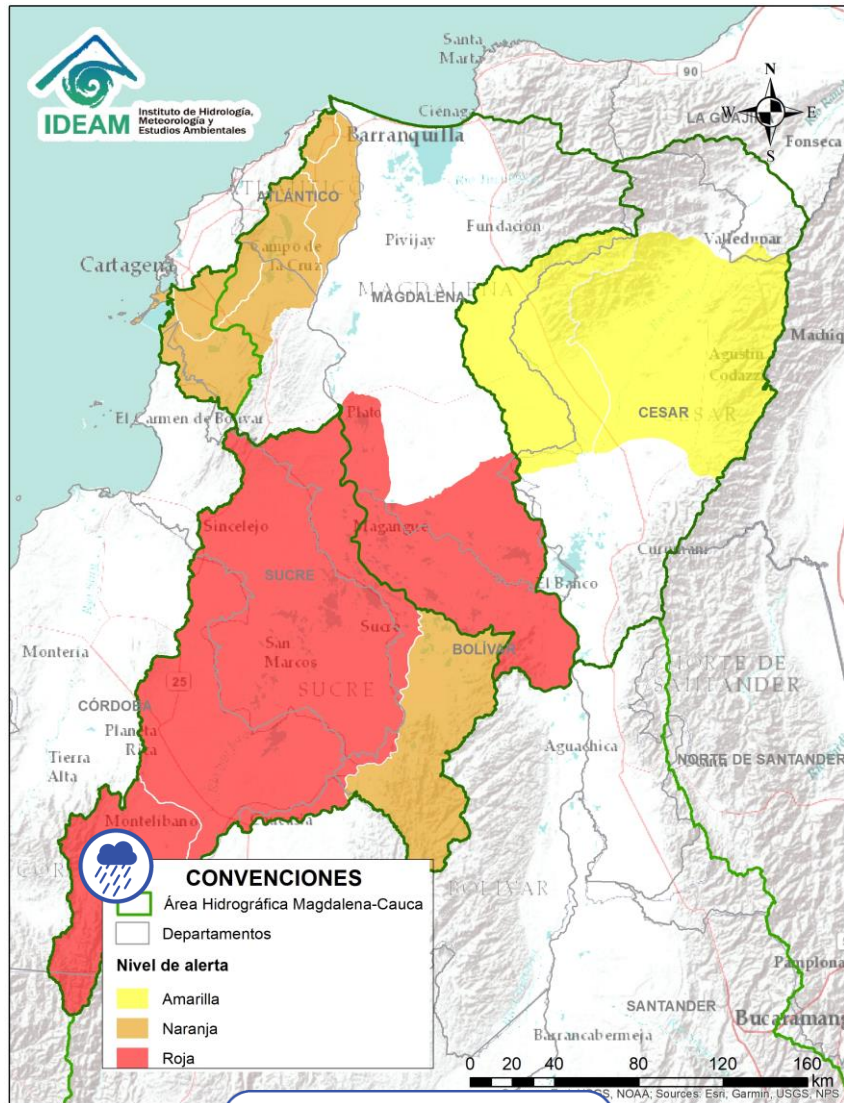 IDEAM
Instituto de Hidrología,
Meteorología y
Estudios Ambientales
Santa
Marta
90
N
W
E
S
LA GUAJIRA
Ciénaga
Barranquilla
Fonseca
ATLÁNTICO
Fundación
Valledupar
Pivijay
Campo de
la Cruz
Cartagena
MAGDALENA
MAGDALENA
Agustín
Codazzi
CESAR
El Carmen de Bolívar
Plato
Sincelejo
Magangué
SUCRE
El Banco
Sucre
Montería
San
Marcos
BOLÍVAR
NORTE DE
SANTANDER
25
SUCRE
CÓRDOBA
Planeta
Rica
Aguachica
Tierra
Alta
NORTE DE SANTANDER
Montelíbano
BOLÍVAR
CONVENCIONES
Área Hidrográfica Magdalena-Cauca
Departamentos
Nivel de alerta
Amarilla
Naranja
Roja
Pamplona
SANTANDER
Barrancabermeja
0 20 40 80 120 160
km
NOAA; Sources: Esri, Garmin, USGS, NPS